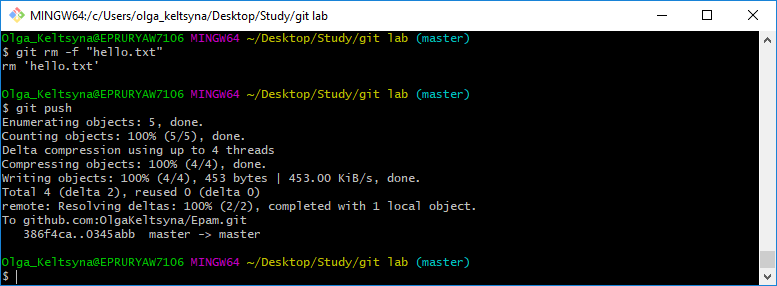 MINGW64:/c/Users/olga_keltsyna/Desktop/Study/git lab
Olga_Keltsyna@EPRURYAW7106 MINGW64 ~/Desktop/Study/git lab (master)
$ git rm -f "hello.txt"
rm 'hello.txt'
Olga_Keltsyna@EPRURYAW7106 MINGW64 ~/Desktop/Study/git lab (master)
$ git push
Enumerating objects: 5, done.
Counting objects: 100% (5/5), done.
Delta compression using up to 4 threads
Compressing objects: 100% (4/4), done.
Writing objects: 100% (4/4), 453 bytes | 453.00 KiB/s, done.
Total 4 (delta 2), reused 0 (delta 0)
remote: Resolving deltas: 100% (2/2), completed with 1 local object.
To github.com:OlgaKeltsyna/Epam.git
   386f4ca..0345abb  master -> master
Olga_Keltsyna@EPRURYAW7106 MINGW64 ~/Desktop/Study/git lab (master)
$